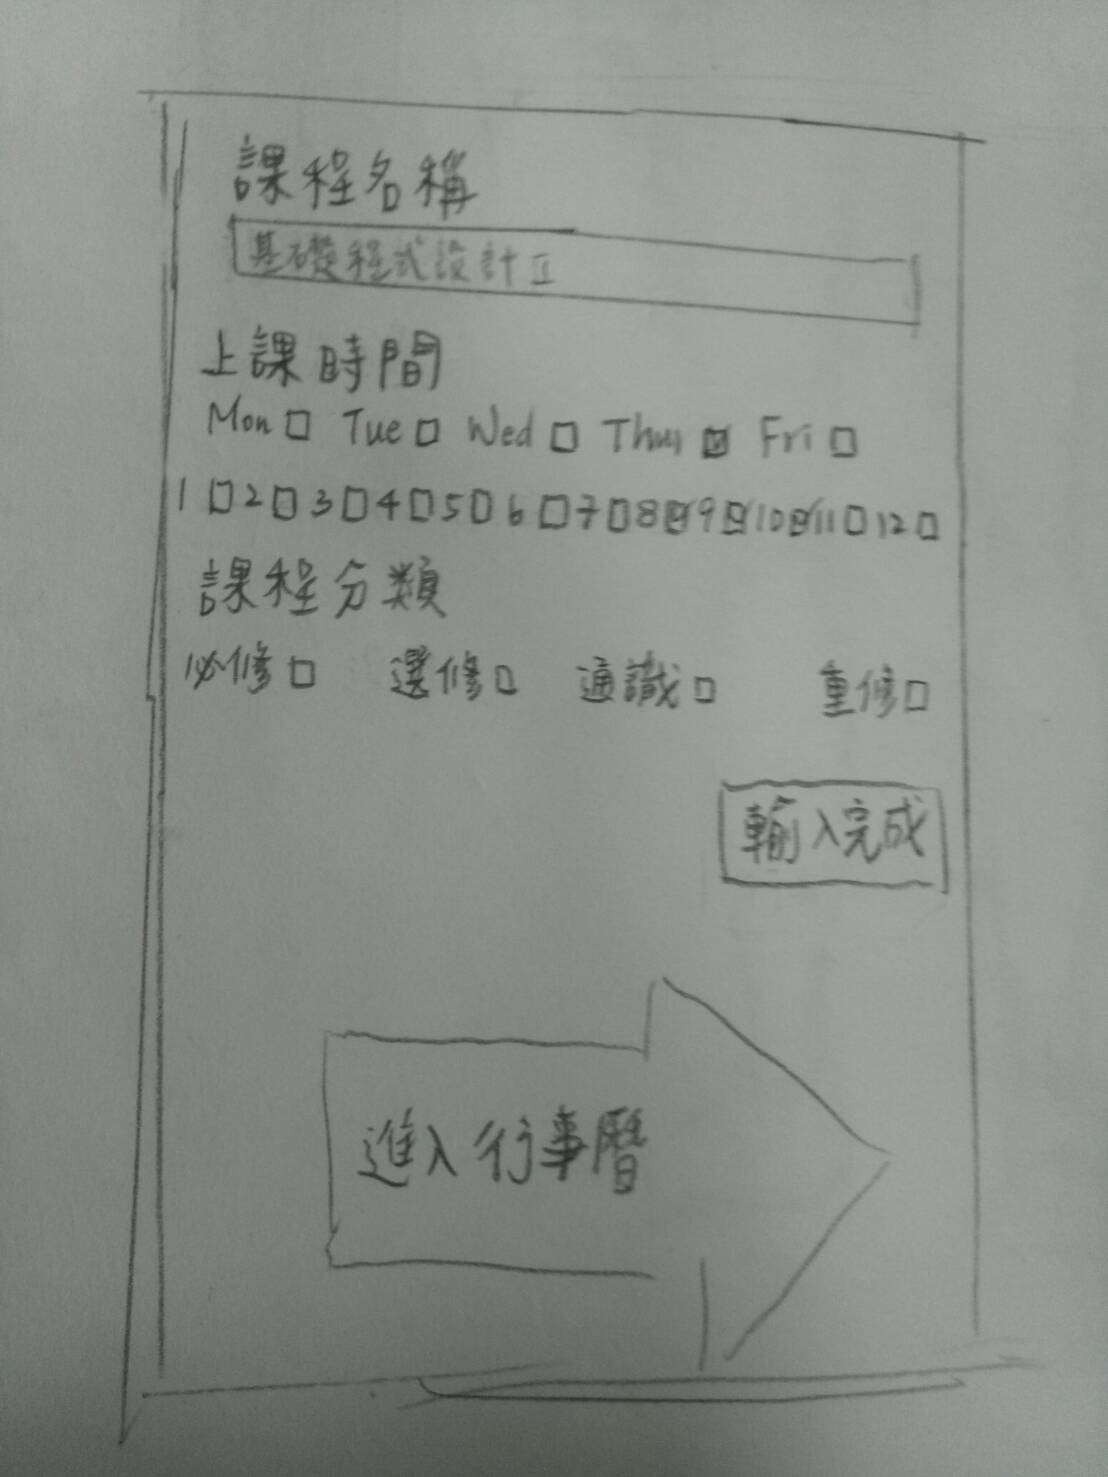 課程名稱
基礎程式設計II
上課時間
Mon□ Tue□ Wed□ Thur☑ Fri□
1□2□3□4□5□6□7□8☑9☑10☑11□12□
課程分類
必修□ 選修□ 通識□ 重修□
輸入完成
進入行事曆